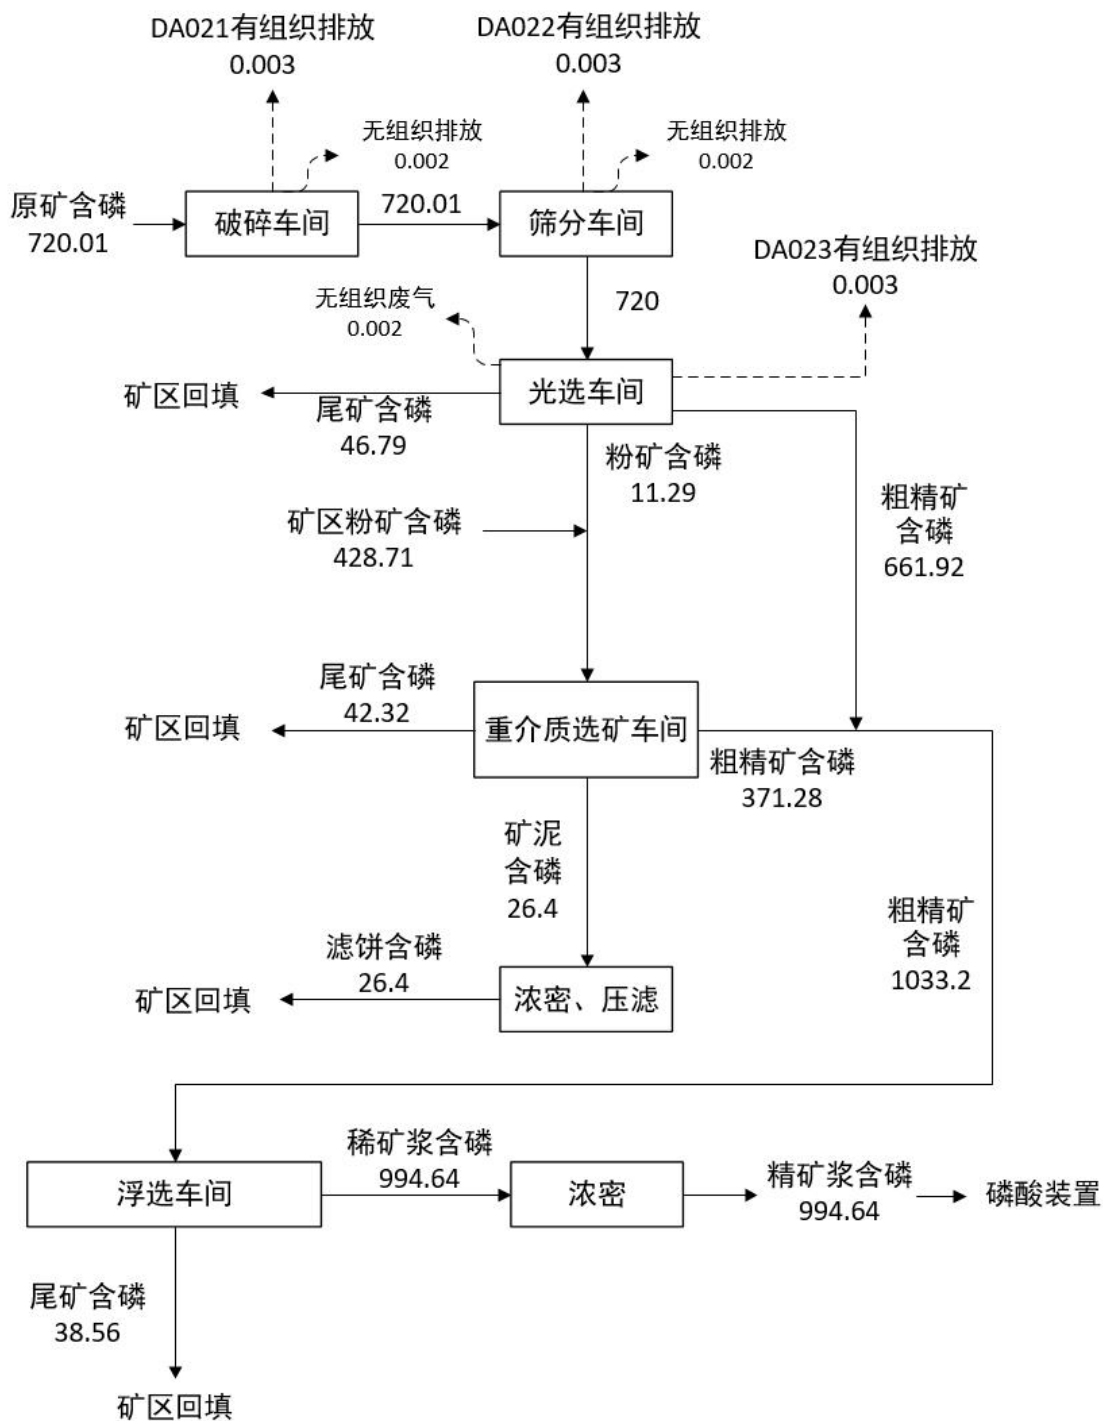 DA021有组织排放
0.003
DA022有组织排放
0.003
无组织排放
0.002
无组织排放
0.002
原矿含磷
720.01
破碎车间
720.01
筛分车间
DA023有组织排放
0.003
720
无组织废气
0.002
光选车间
矿区回填
尾矿含磷
46.79
粉矿含磷
11.29
粗精矿
含磷
661.92
矿区粉矿含磷
428.71
尾矿含磷
42.32
矿区回填
重介质选矿车间
粗精矿含磷
371.28
矿泥
含磷
26.4
粗精矿
含磷
1033.2
滤饼含磷
26.4
矿区回填
浓密、压滤
稀矿浆含磷
994.64
浮选车间
浓密
精矿浆含磷
994.64
磷酸装置
尾矿含磷
38.56
矿区回填